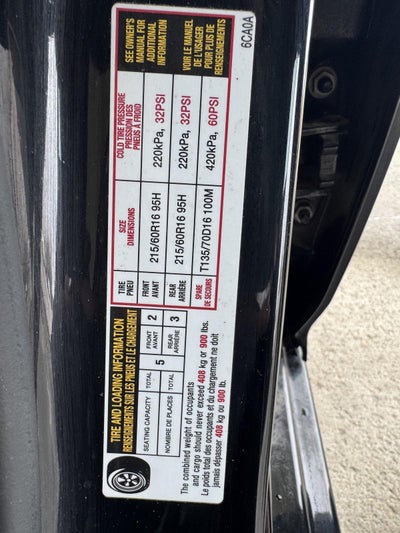 TIRE AND LOADING INFORMATION
RENSEIGNEMENTS SUR LES PNEUS ET LE CHARGEMENT
SEATING CAPACITY TOTAL 5 FRONT AVANT 2
NOMBRE DE PLACES TOTAL REAR ARRIÈRE 3
The combined weight of occupants
and cargo should never exceed 408 kg or 900 lbs.
Le poids total des occupants et du chargement ne doit
jamais dépasser 408 kg ou 900 lb.
TIRE PNEU SIZE DIMENSIONS COLD TIRE PRESSURE PRESSION DES PNEUS À FROID
FRONT AVANT 215/60R16 95H 220kPa, 32PSI
REAR ARRIÈRE 215/60R16 95H 220kPa, 32PSI
SPARE DE SECOURS T135/70D16 100M 420kPa, 60PSI
SEE OWNER'S
MANUAL FOR
ADDITIONAL
INFORMATION
VOIR LE MANUEL
DE L'USAGER
POUR PLUS DE
RENSEIGNEMENTS
6CA0A